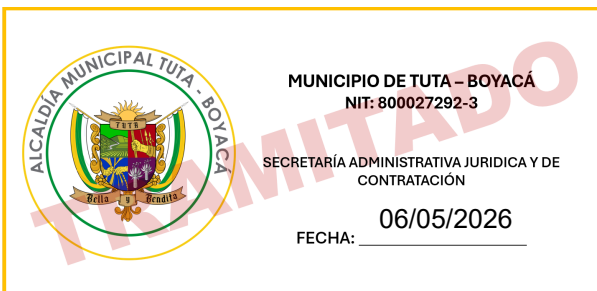 ALCALDÍA MUNICIPAL TUTA - BOYACÁ
TUTA
Bella y Bendita
MUNICIPIO DE TUTA – BOYACÁ
NIT: 800027292-3
SECRETARÍA ADMINISTRATIVA JURIDICA Y DE
CONTRATACIÓN
FECHA: 06/05/2026
TRAMITADO